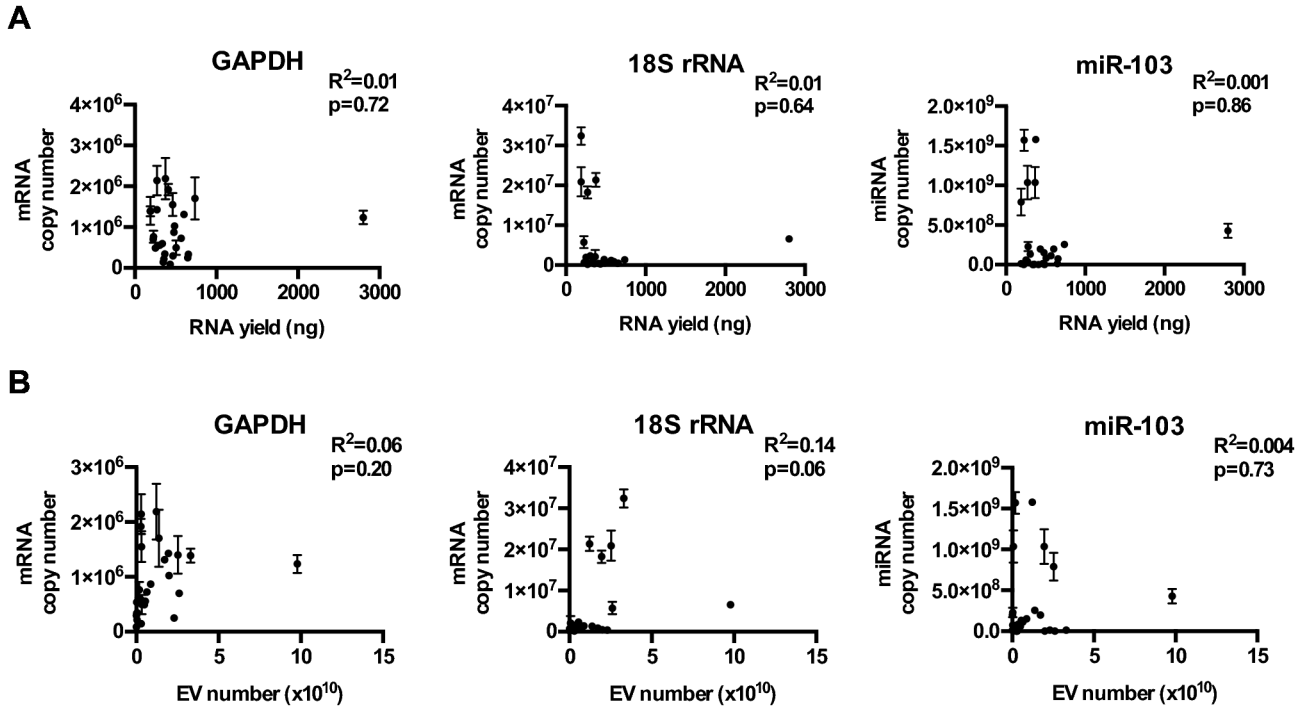 A
GAPDH
R²=0.01
p=0.72
4×10⁶
3×10⁶
2×10⁶
1×10⁶
0
mRNA
copy number
0 1000 2000 3000
RNA yield (ng)
18S rRNA
R²=0.01
p=0.64
4×10⁷
3×10⁷
2×10⁷
1×10⁷
0
mRNA
copy number
0 1000 2000 3000
RNA yield (ng)
miR-103
R²=0.001
p=0.86
2.0×10⁹
1.5×10⁹
1.0×10⁹
5.0×10⁸
0.0
miRNA
copy number
0 1000 2000 3000
RNA yield (ng)
B
GAPDH
R²=0.06
p=0.20
3×10⁶
2×10⁶
1×10⁶
0
mRNA
copy number
0 5 10 15
EV number (x10¹⁰)
18S rRNA
R²=0.14
p=0.06
4×10⁷
3×10⁷
2×10⁷
1×10⁷
0
mRNA
copy number
0 5 10 15
EV number (x10¹⁰)
miR-103
R²=0.004
p=0.73
2.0×10⁹
1.5×10⁹
1.0×10⁹
5.0×10⁸
0.0
miRNA
copy number
0 5 10 15
EV number (x10¹⁰)